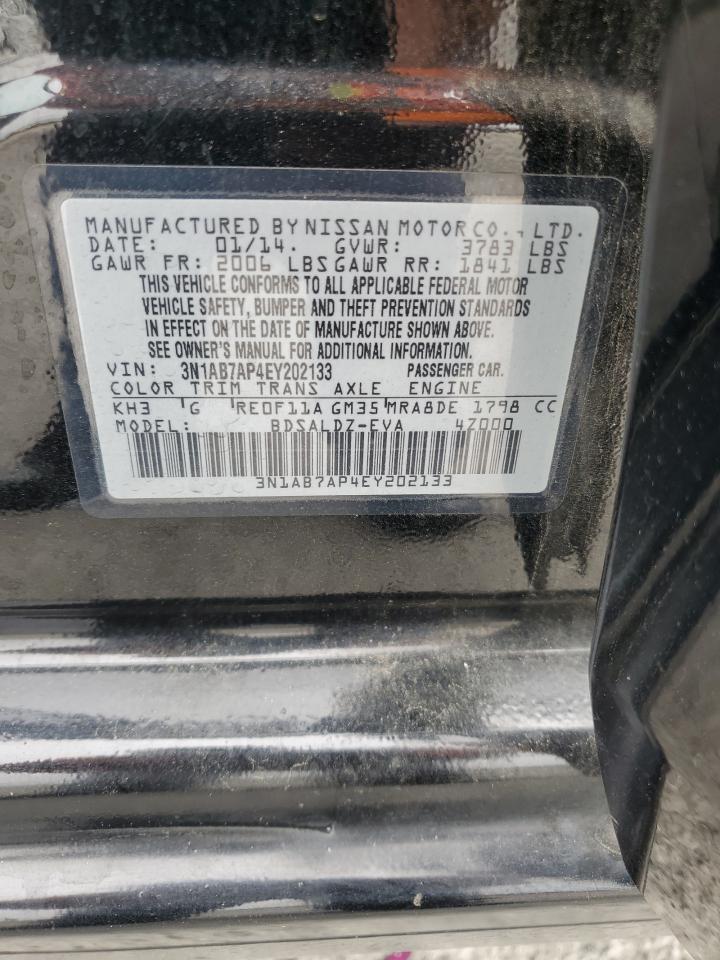 MANUFACTURED BY NISSAN MOTOR CO., LTD.
DATE: 01/14. GVWR: 3783 LBS
GAWR FR: 2006 LBS GAWR RR: 1841 LBS
THIS VEHICLE CONFORMS TO ALL APPLICABLE FEDERAL MOTOR
VEHICLE SAFETY, BUMPER AND THEFT PREVENTION STANDARDS
IN EFFECT ON THE DATE OF MANUFACTURE SHOWN ABOVE.
SEE OWNER'S MANUAL FOR ADDITIONAL INFORMATION.
VIN: 3N1AB7AP4EY202133 PASSENGER CAR.
COLOR TRIM TRANS AXLE ENGINE
KH3 G RE0F11A GM35 MRA8DE 1798 CC
MODEL: BDSALDZ-EVA 4Z000
3N1AB7AP4EY202133